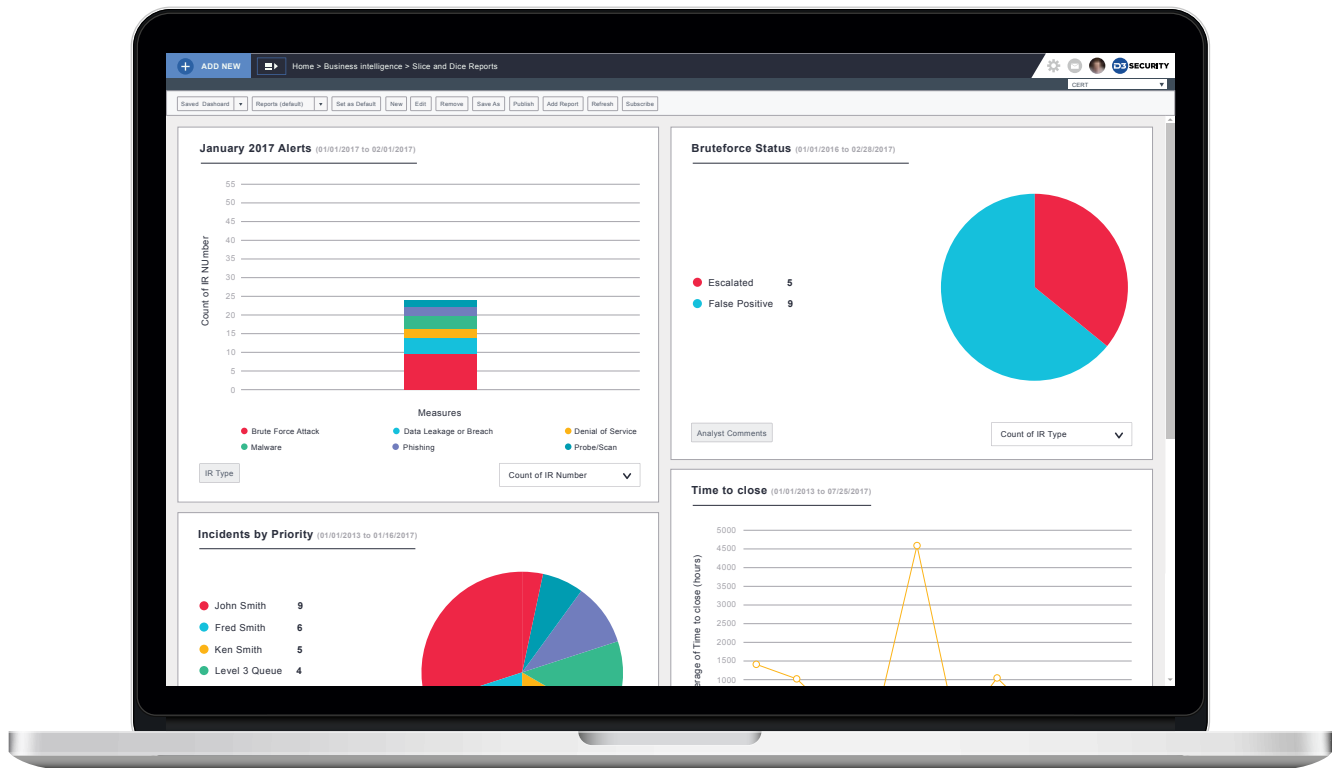 ADD NEW
Home > Business intelligence > Slice and Dice Reports
D3 SECURITY
CERT
Saved Dashoard
Reports (default)
Set as Default
New
Edit
Remove
Save As
Publish
Add Report
Refresh
Subscribe
January 2017 Alerts (01/01/2017 to 02/01/2017)
55
50
45
40
35
30
25
20
15
10
5
0
Count of IR NUmber
Measures
Brute Force Attack
Data Leakage or Breach
Denial of Service
Malware
Phishing
Probe/Scan
IR Type
Count of IR Number
Bruteforce Status (01/01/2016 to 02/28/2017)
Escalated 5
False Positive 9
Analyst Comments
Count of IR Type
Incidents by Priority (01/01/2013 to 01/16/2017)
John Smith 9
Fred Smith 6
Ken Smith 5
Level 3 Queue 4
Time to close (01/01/2013 to 07/25/2017)
5000
4500
4000
3500
3000
2500
2000
1500
1000
erage of Time to close (hours)